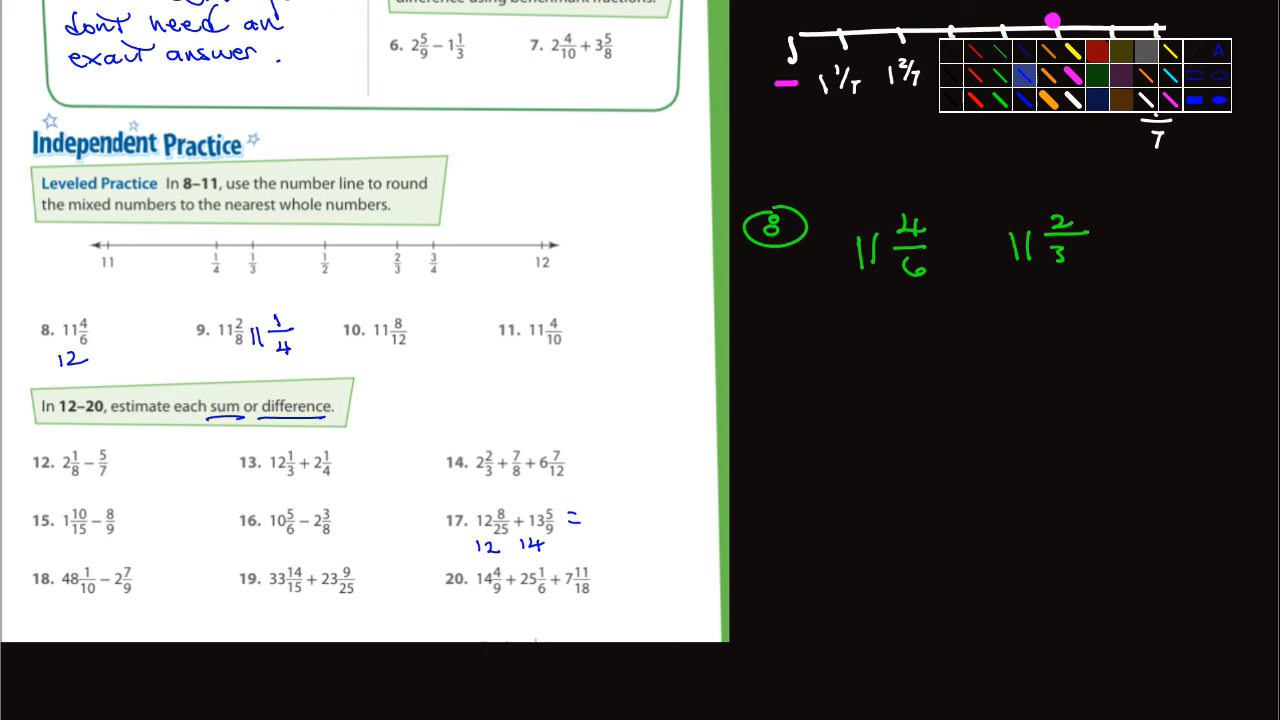 don't need an
exact answer.
difference using benchmark fractions.
6. 2 5/9 − 1 1/3 7. 2 4/10 + 3 5/8
Independent Practice
Leveled Practice In 8–11, use the number line to round
the mixed numbers to the nearest whole numbers.
11 1/4 1/3 1/2 2/3 3/4 12
8. 11 4/6 9. 11 2/8 11 1/4 10. 11 8/12 11. 11 4/10
12
In 12–20, estimate each sum or difference.
12. 2 1/8 − 5/7 13. 12 1/3 + 2 1/4 14. 2 2/3 + 7/8 + 6 7/12
15. 1 10/15 − 8/9 16. 10 5/6 − 2 3/8 17. 12 8/25 + 13 5/9 =
12 14
18. 48 1/10 − 2 7/9 19. 33 14/15 + 23 9/25 20. 14 4/9 + 25 1/6 + 7 11/18
1 1/7 1 2/7
7
A
8 11 4/6 11 2/3